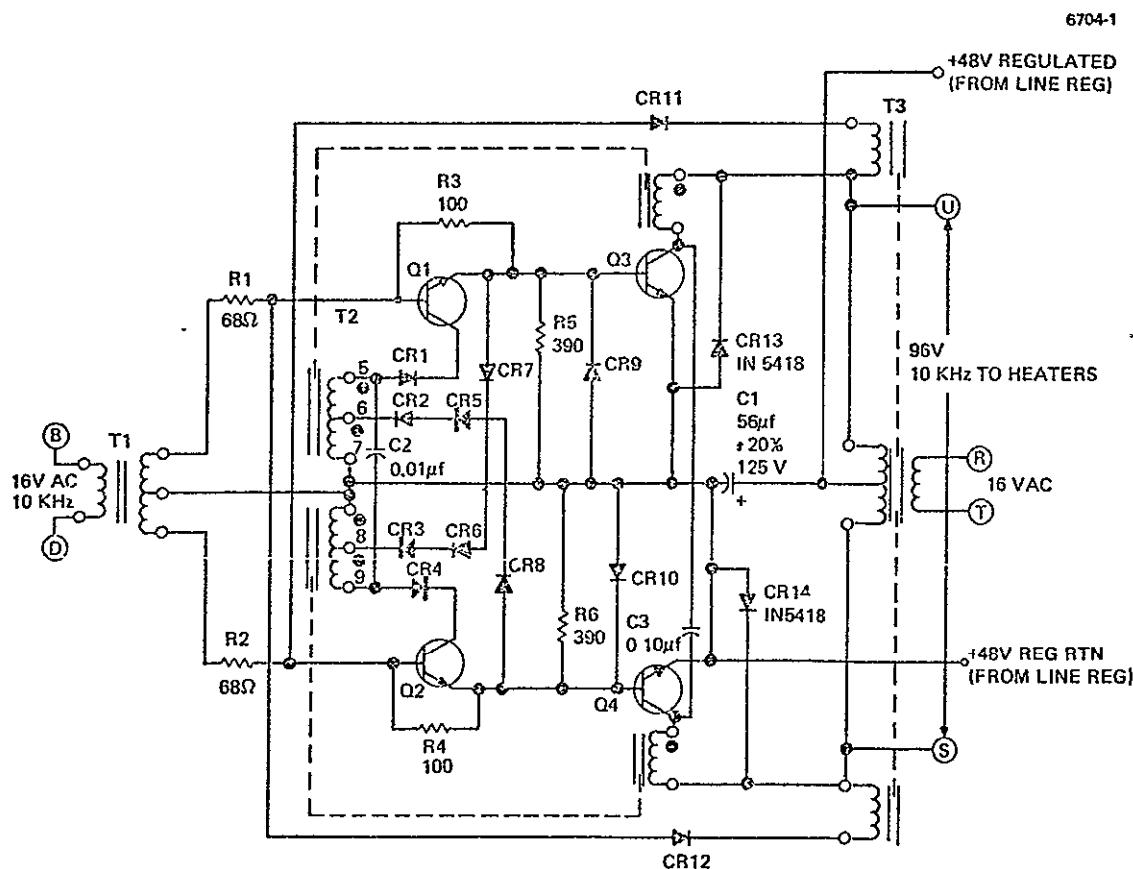 6704-1
+48V REGULATED
(FROM LINE REG)
CR11
T3
R3
100
U
Q1
Q3
R1
68Ω
T2
R5
390
CR13
IN 5418
5
CR1
CR7
CR9
96V
10 KHz TO HEATERS
6
CR2
CR5
C1
56µf
±20%
125 V
B
T1
7
C2
0.01µf
R
16V AC
10 KHz
+
16 VAC
D
8
CR3
CR6
T
9
CR4
CR8
CR10
CR14
IN5418
R6
390
C3
0 10µf
R2
68Ω
+48V REG RTN
(FROM LINE REG)
Q2
Q4
R4
100
S
CR12